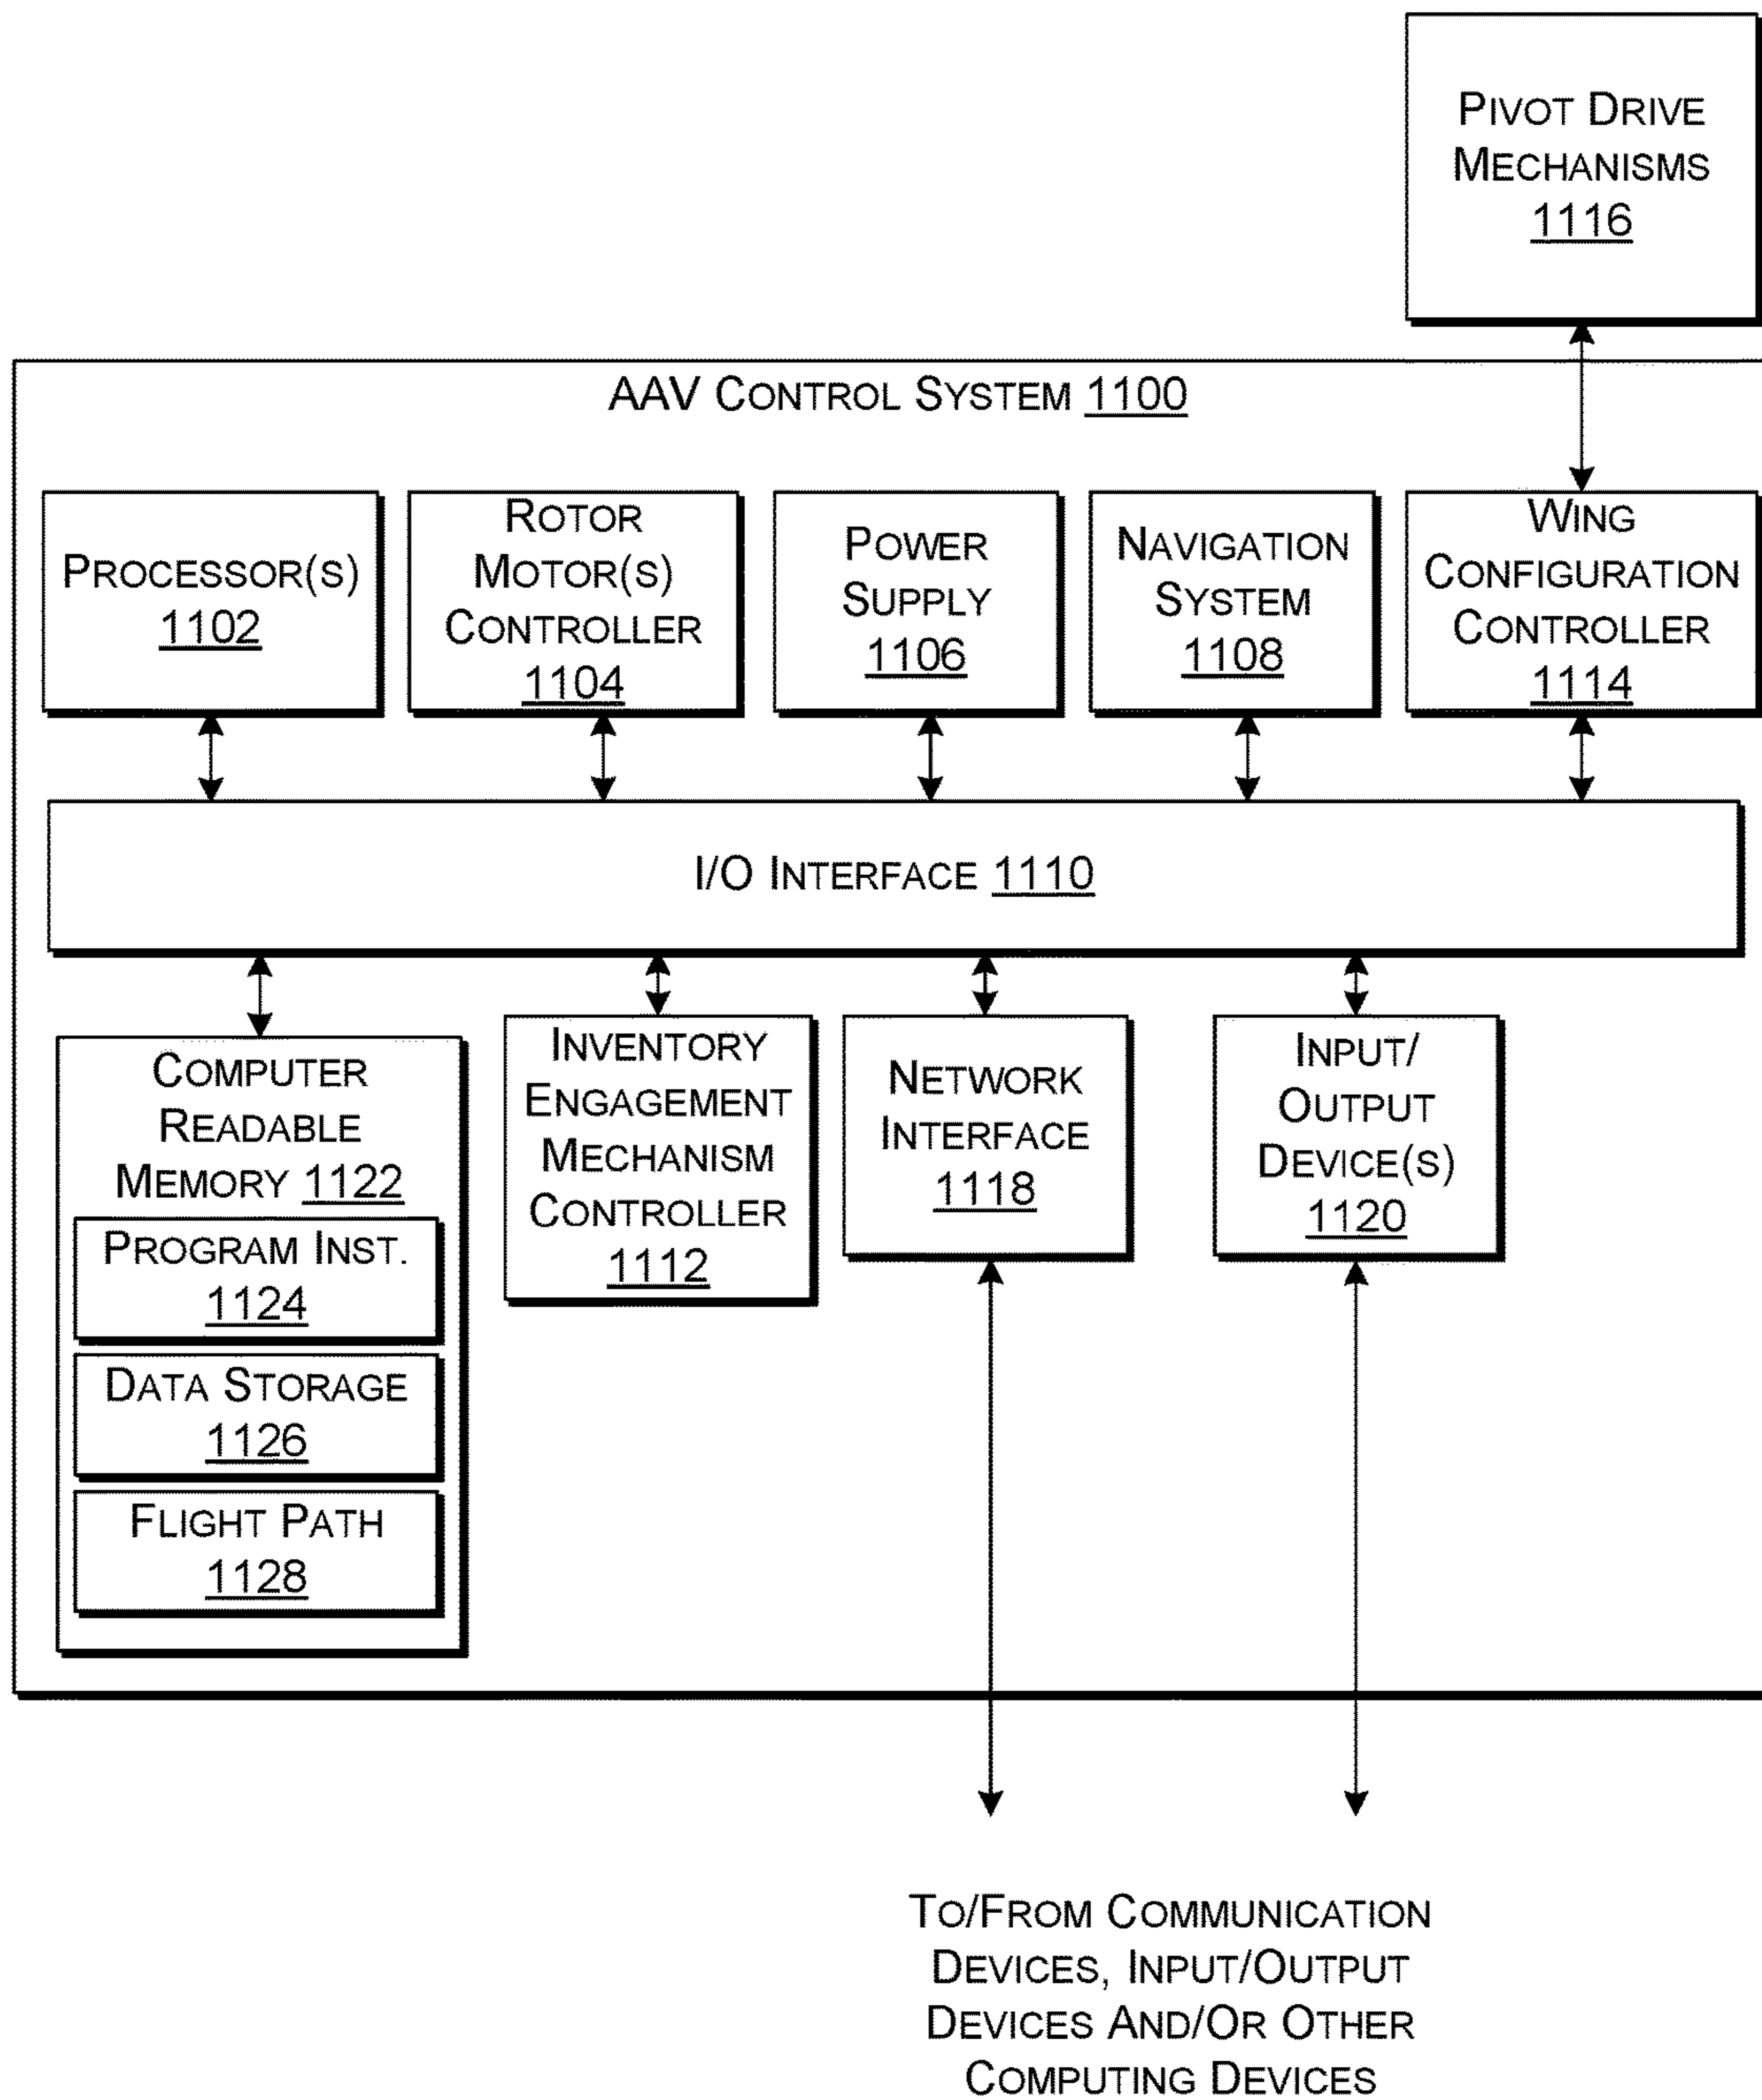 PIVOT DRIVE
MECHANISMS
1116
AAV CONTROL SYSTEM 1100
PROCESSOR(S)
1102
ROTOR
MOTOR(S)
CONTROLLER
1104
POWER
SUPPLY
1106
NAVIGATION
SYSTEM
1108
WING
CONFIGURATION
CONTROLLER
1114
I/O INTERFACE 1110
COMPUTER
READABLE
MEMORY 1122
PROGRAM INST.
1124
DATA STORAGE
1126
FLIGHT PATH
1128
INVENTORY
ENGAGEMENT
MECHANISM
CONTROLLER
1112
NETWORK
INTERFACE
1118
INPUT/
OUTPUT
DEVICE(S)
1120
TO/FROM COMMUNICATION
DEVICES, INPUT/OUTPUT
DEVICES AND/OR OTHER
COMPUTING DEVICES